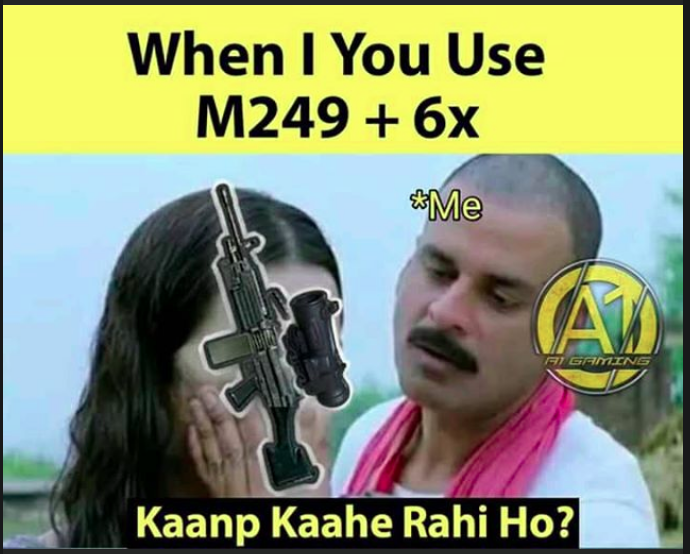 When I You Use
M249 + 6x
*Me
A1
A1 GAMING
Kaanp Kaahe Rahi Ho?